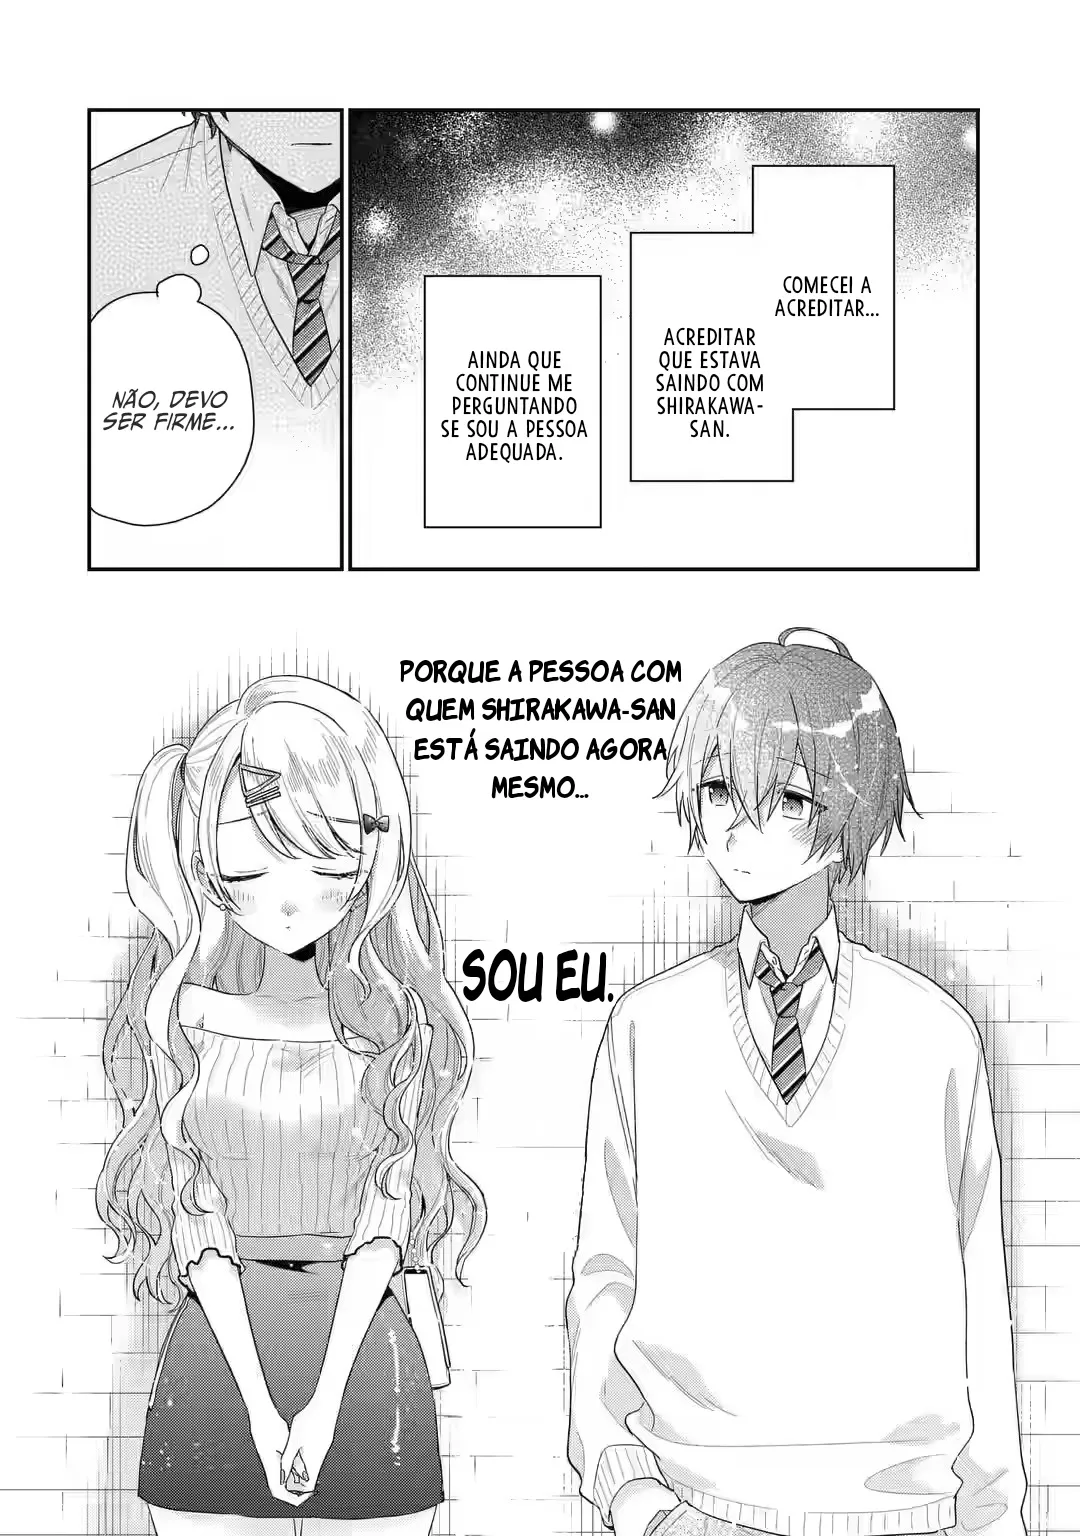 COMECEI A
ACREDITAR...
ACREDITAR
QUE ESTAVA
SAINDO COM
SHIRAKAWA-
SAN.
AINDA QUE
CONTINUE ME
PERGUNTANDO
SE SOU A PESSOA
ADEQUADA.
NÃO, DEVO
SER FIRME...
PORQUE A PESSOA COM
QUEM SHIRAKAWA-SAN
ESTÁ SAINDO AGORA
MESMO...
SOU EU.